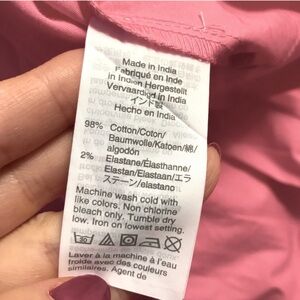 Made in India
Fabriqué en Inde
in Indien Hergestellt
Vervaardigd in India
インド製
Hecho en India
98% Cotton/Coton/
Baumwolle/Katoen/綿/
algodón
2% Elastane/Élasthanne/
Elastan/Elastaan/エラ
ステーン/elastano
Machine wash cold with
like colors. Non chlorine
bleach only. Tumble dry
low. Iron on lowest setting.
Laver à la machine à l'eau
froide avec des couleurs
similaires. Agent de